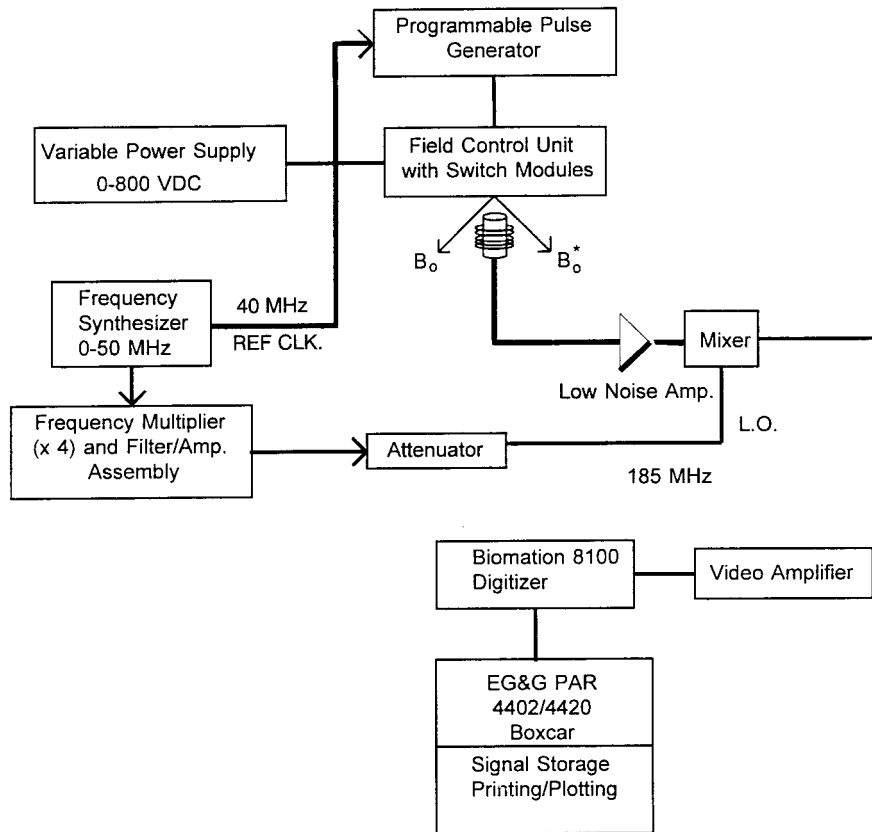 Programmable Pulse
Generator
Variable Power Supply
0-800 VDC
Field Control Unit
with Switch Modules
B₀
B₀*
Frequency
Synthesizer
0-50 MHz
40 MHz
REF CLK.
Mixer
Low Noise Amp.
Frequency Multiplier
(x 4) and Filter/Amp.
Assembly
Attenuator
L.O.
185 MHz
Biomation 8100
Digitizer
Video Amplifier
EG&G PAR
4402/4420
Boxcar
Signal Storage
Printing/Plotting